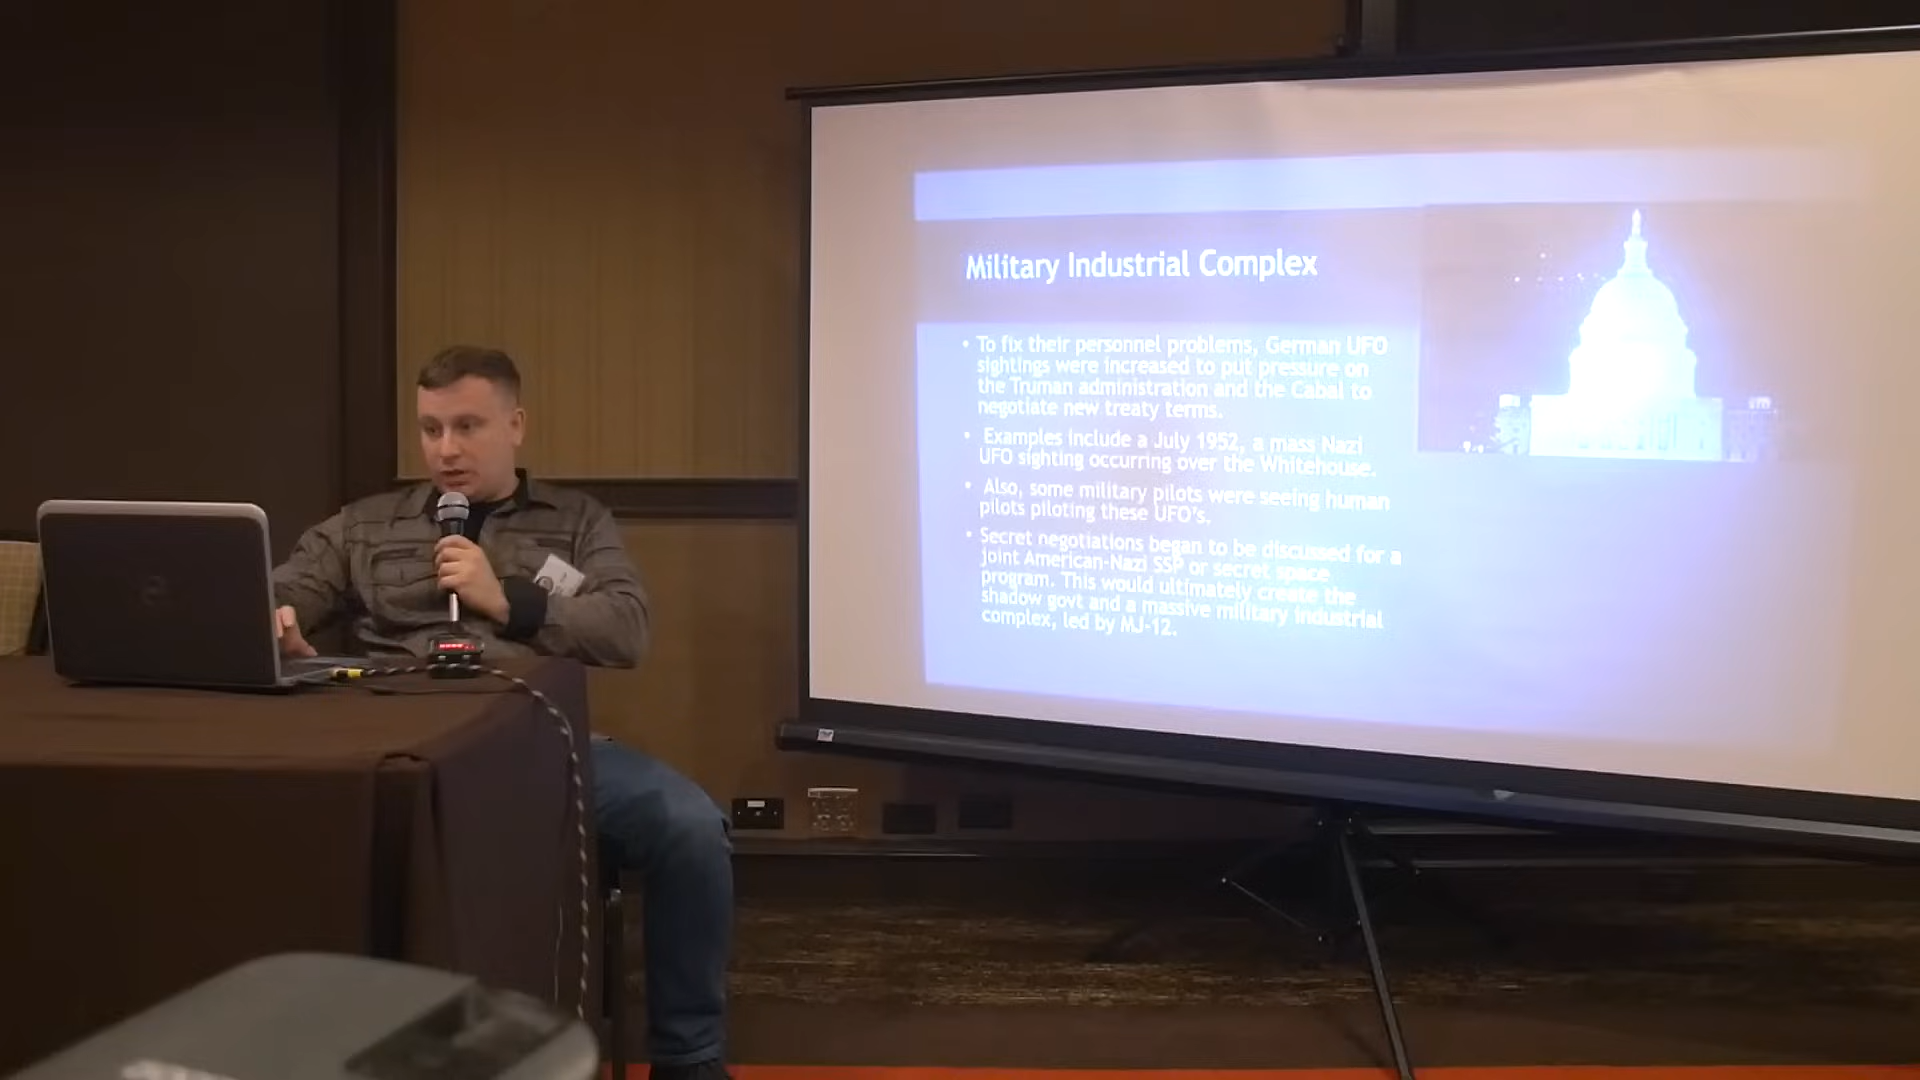 Military Industrial Complex
• To fix their personnel problems, German UFO
sightings were increased to put pressure on
the Truman administration and the Cabal to
negotiate new treaty terms.
• Examples include a July 1952, a mass Nazi
UFO sighting occurring over the Whitehouse.
• Also, some military pilots were seeing human
pilots piloting these UFO's.
• Secret negotiations began to be discussed for a
joint American-Nazi SSP or secret space
program. This would ultimately create the
shadow govt and a massive military industrial
complex, led by MJ-12.